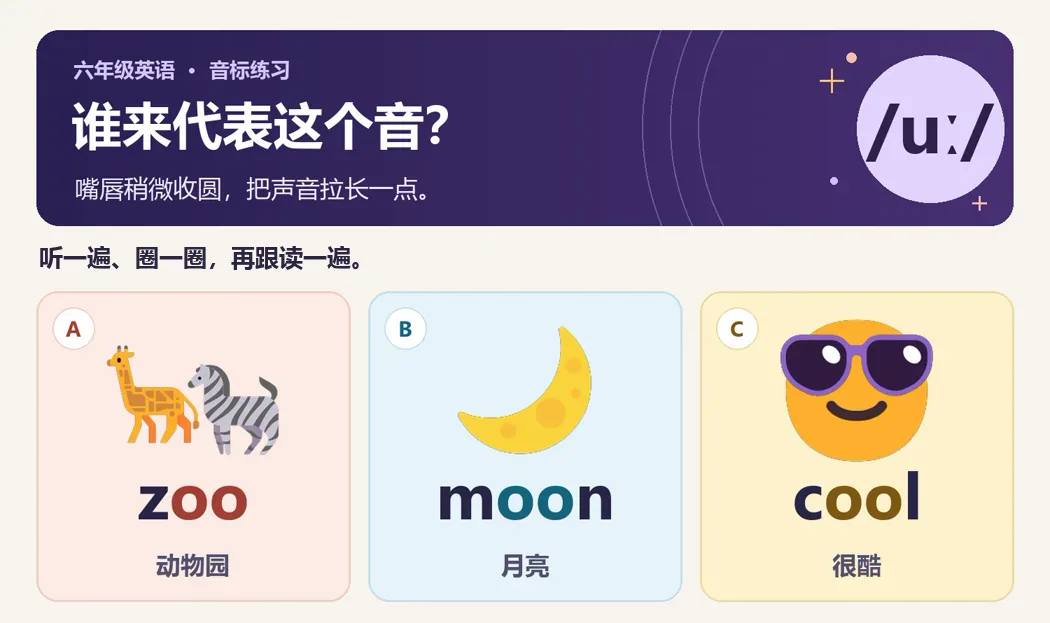 六年级英语 • 音标练习
谁来代表这个音？
嘴唇稍微收圆，把声音拉长一点。
/uː/
听一遍、圈一圈，再跟读一遍。
A
zoo
动物园
B
moon
月亮
C
cool
很酷